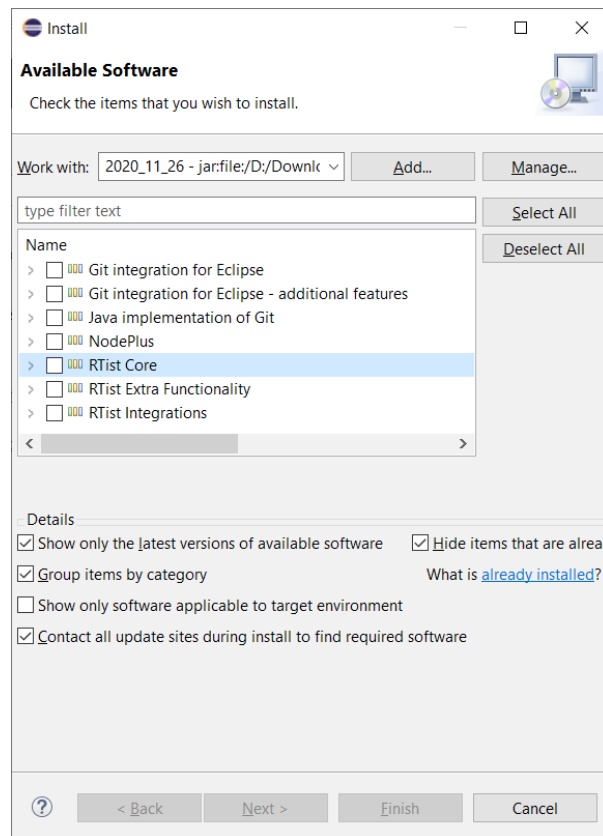 Install
Available Software
Check the items that you wish to install.
Work with: 2020_11_26 - jar:file:/D:/Downlo Add... Manage...
type filter text Select All
Name Deselect All
Git integration for Eclipse
Git integration for Eclipse - additional features
Java implementation of Git
NodePlus
RTist Core
RTist Extra Functionality
RTist Integrations
Details
Show only the latest versions of available software Hide items that are alrea
Group items by category What is already installed?
Show only software applicable to target environment
Contact all update sites during install to find required software
? < Back Next > Finish Cancel